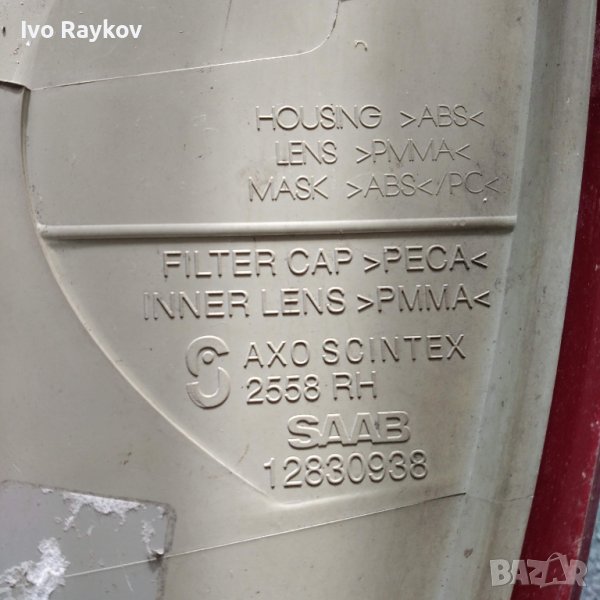 Ivo Raykov
HOUSING >ABS<
LENS >PMMA<
MASK >ABS</PC<
FILTER CAP >PECA<
INNER LENS >PMMA<
AXO SCINTEX
2558 RH
SAAB
12830938
BAZAR